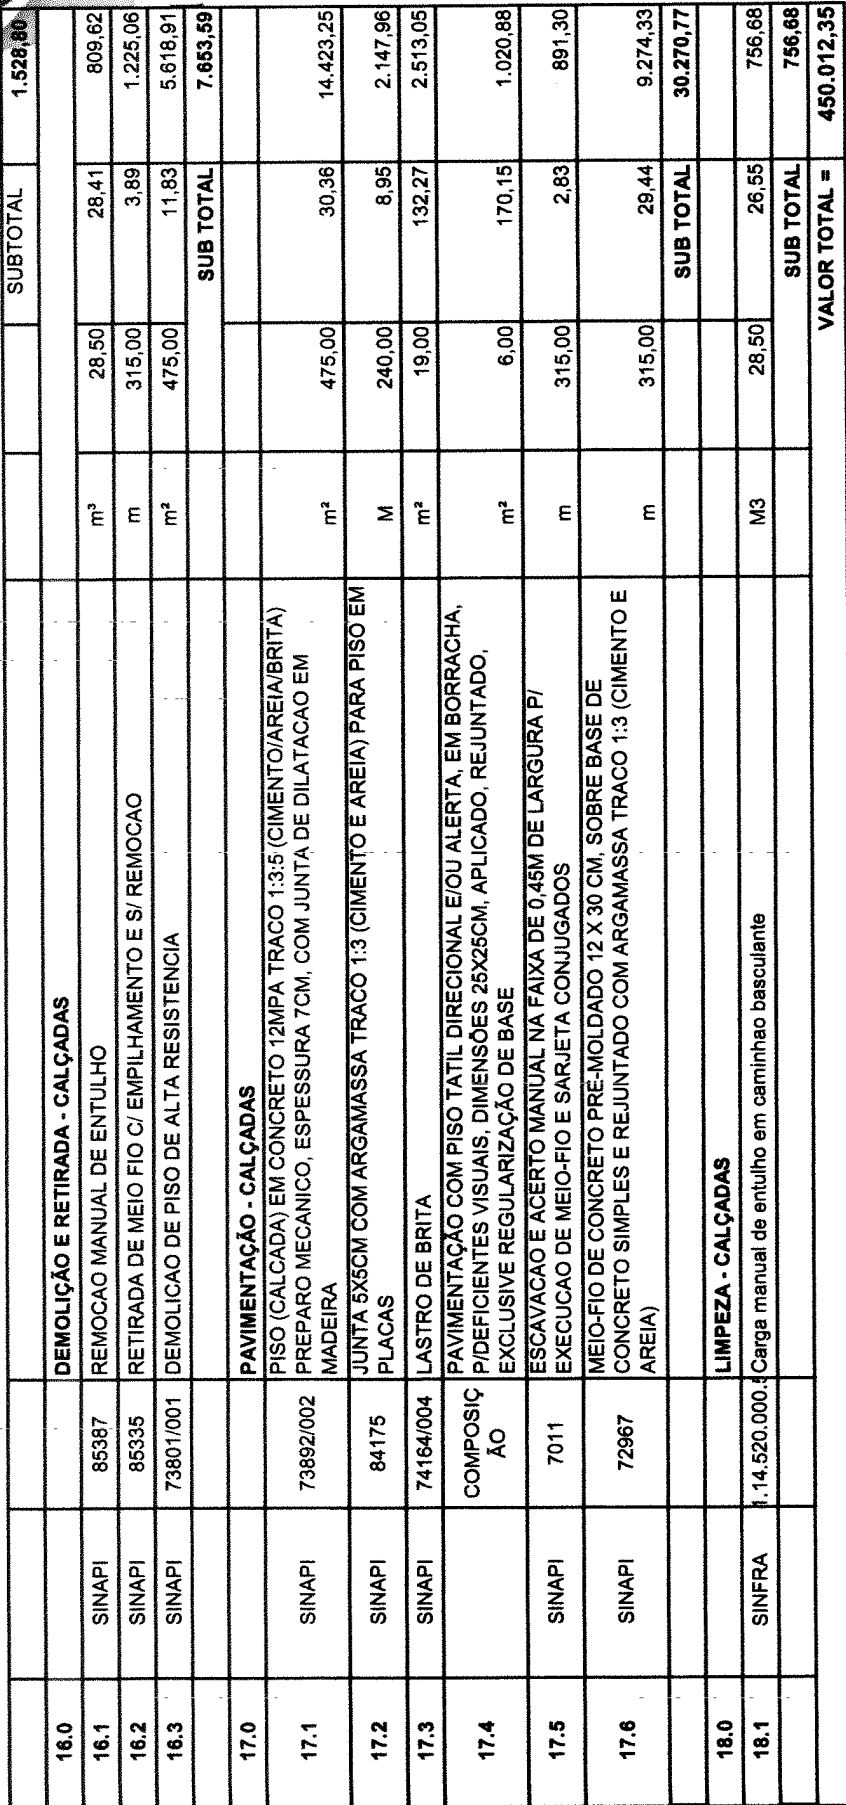 SUBTOTAL 1.528,80
16.0 DEMOLIÇÃO E RETIRADA - CALÇADAS
16.1 SINAPI 85387 REMOCAO MANUAL DE ENTULHO m³ 28,50 28,41 809,62
16.2 SINAPI 85335 RETIRADA DE MEIO FIO C/ EMPILHAMENTO E S/ REMOCAO m 315,00 3,89 1.225,06
16.3 SINAPI 73801/001 DEMOLICAO DE PISO DE ALTA RESISTENCIA m² 475,00 11,83 5.618,91
SUB TOTAL 7.653,59
17.0 PAVIMENTAÇÃO - CALÇADAS
PISO (CALCADA) EM CONCRETO 12MPA TRACO 1:3:5 (CIMENTO/AREIA/BRITA)
17.1 SINAPI 73892/002 PREPARO MECANICO, ESPESSURA 7CM, COM JUNTA DE DILATACAO EM m² 475,00 30,36 14.423,25
MADEIRA
JUNTA 5X5CM COM ARGAMASSA TRACO 1:3 (CIMENTO E AREIA) PARA PISO EM
17.2 SINAPI 84175 PLACAS M 240,00 8,95 2.147,96
17.3 SINAPI 74164/004 LASTRO DE BRITA m² 19,00 132,27 2.513,05
PAVIMENTAÇÃO COM PISO TATIL DIRECIONAL E/OU ALERTA, EM BORRACHA,
17.4 COMPOSIÇ P/DEFICIENTES VISUAIS, DIMENSÕES 25X25CM, APLICADO, REJUNTADO, m² 6,00 170,15 1.020,88
ÃO EXCLUSIVE REGULARIZAÇÃO DE BASE
ESCAVACAO E ACERTO MANUAL NA FAIXA DE 0,45M DE LARGURA P/
17.5 SINAPI 7011 EXECUCAO DE MEIO-FIO E SARJETA CONJUGADOS m 315,00 2,83 891,30
MEIO-FIO DE CONCRETO PRE-MOLDADO 12 X 30 CM, SOBRE BASE DE
17.6 SINAPI 72967 CONCRETO SIMPLES E REJUNTADO COM ARGAMASSA TRACO 1:3 (CIMENTO E m 315,00 29,44 9.274,33
AREIA)
SUB TOTAL 30.270,77
18.0 LIMPEZA - CALÇADAS
18.1 SINFRA 1.14.520.000.5 Carga manual de entulho em caminhao basculante M3 28,50 26,55 756,68
SUB TOTAL 756,68
VALOR TOTAL = 450.012,35